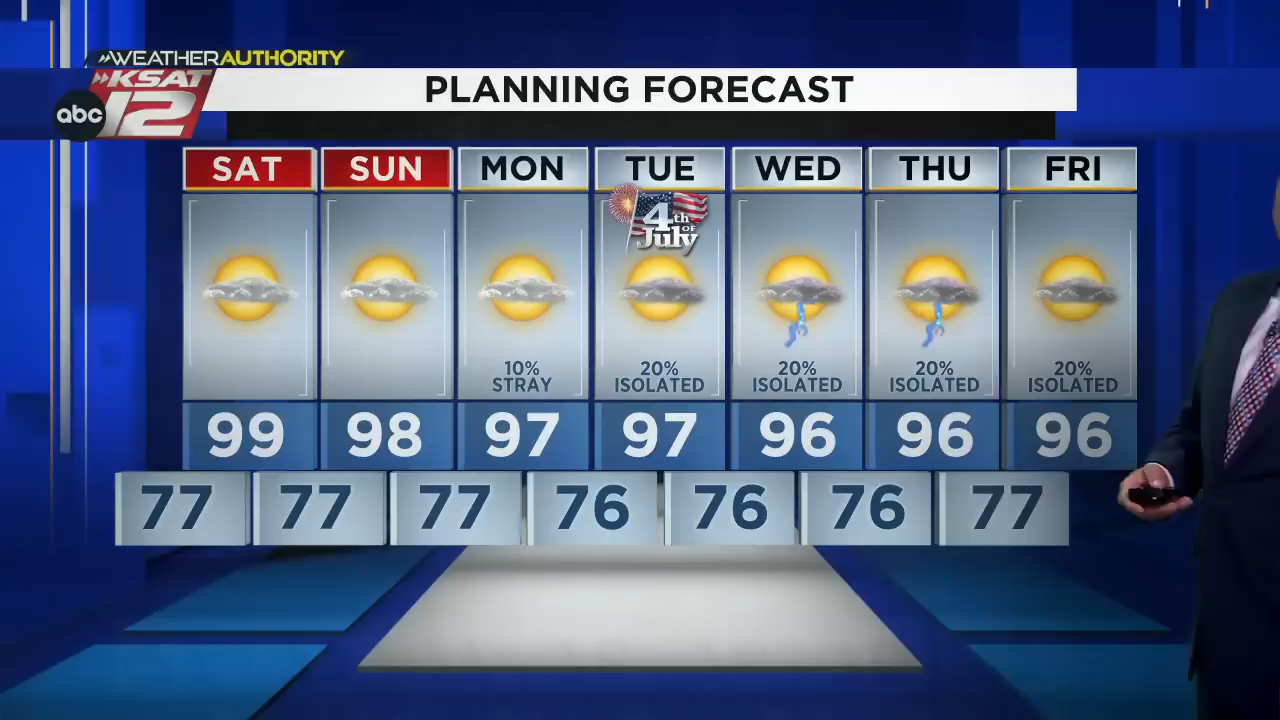 WEATHERAUTHORITY
KSAT
abc 12
PLANNING FORECAST
SAT SUN MON TUE WED THU FRI
4th
OF
July
10% 20% 20% 20% 20%
STRAY ISOLATED ISOLATED ISOLATED ISOLATED
99 98 97 97 96 96 96
77 77 77 76 76 76 77